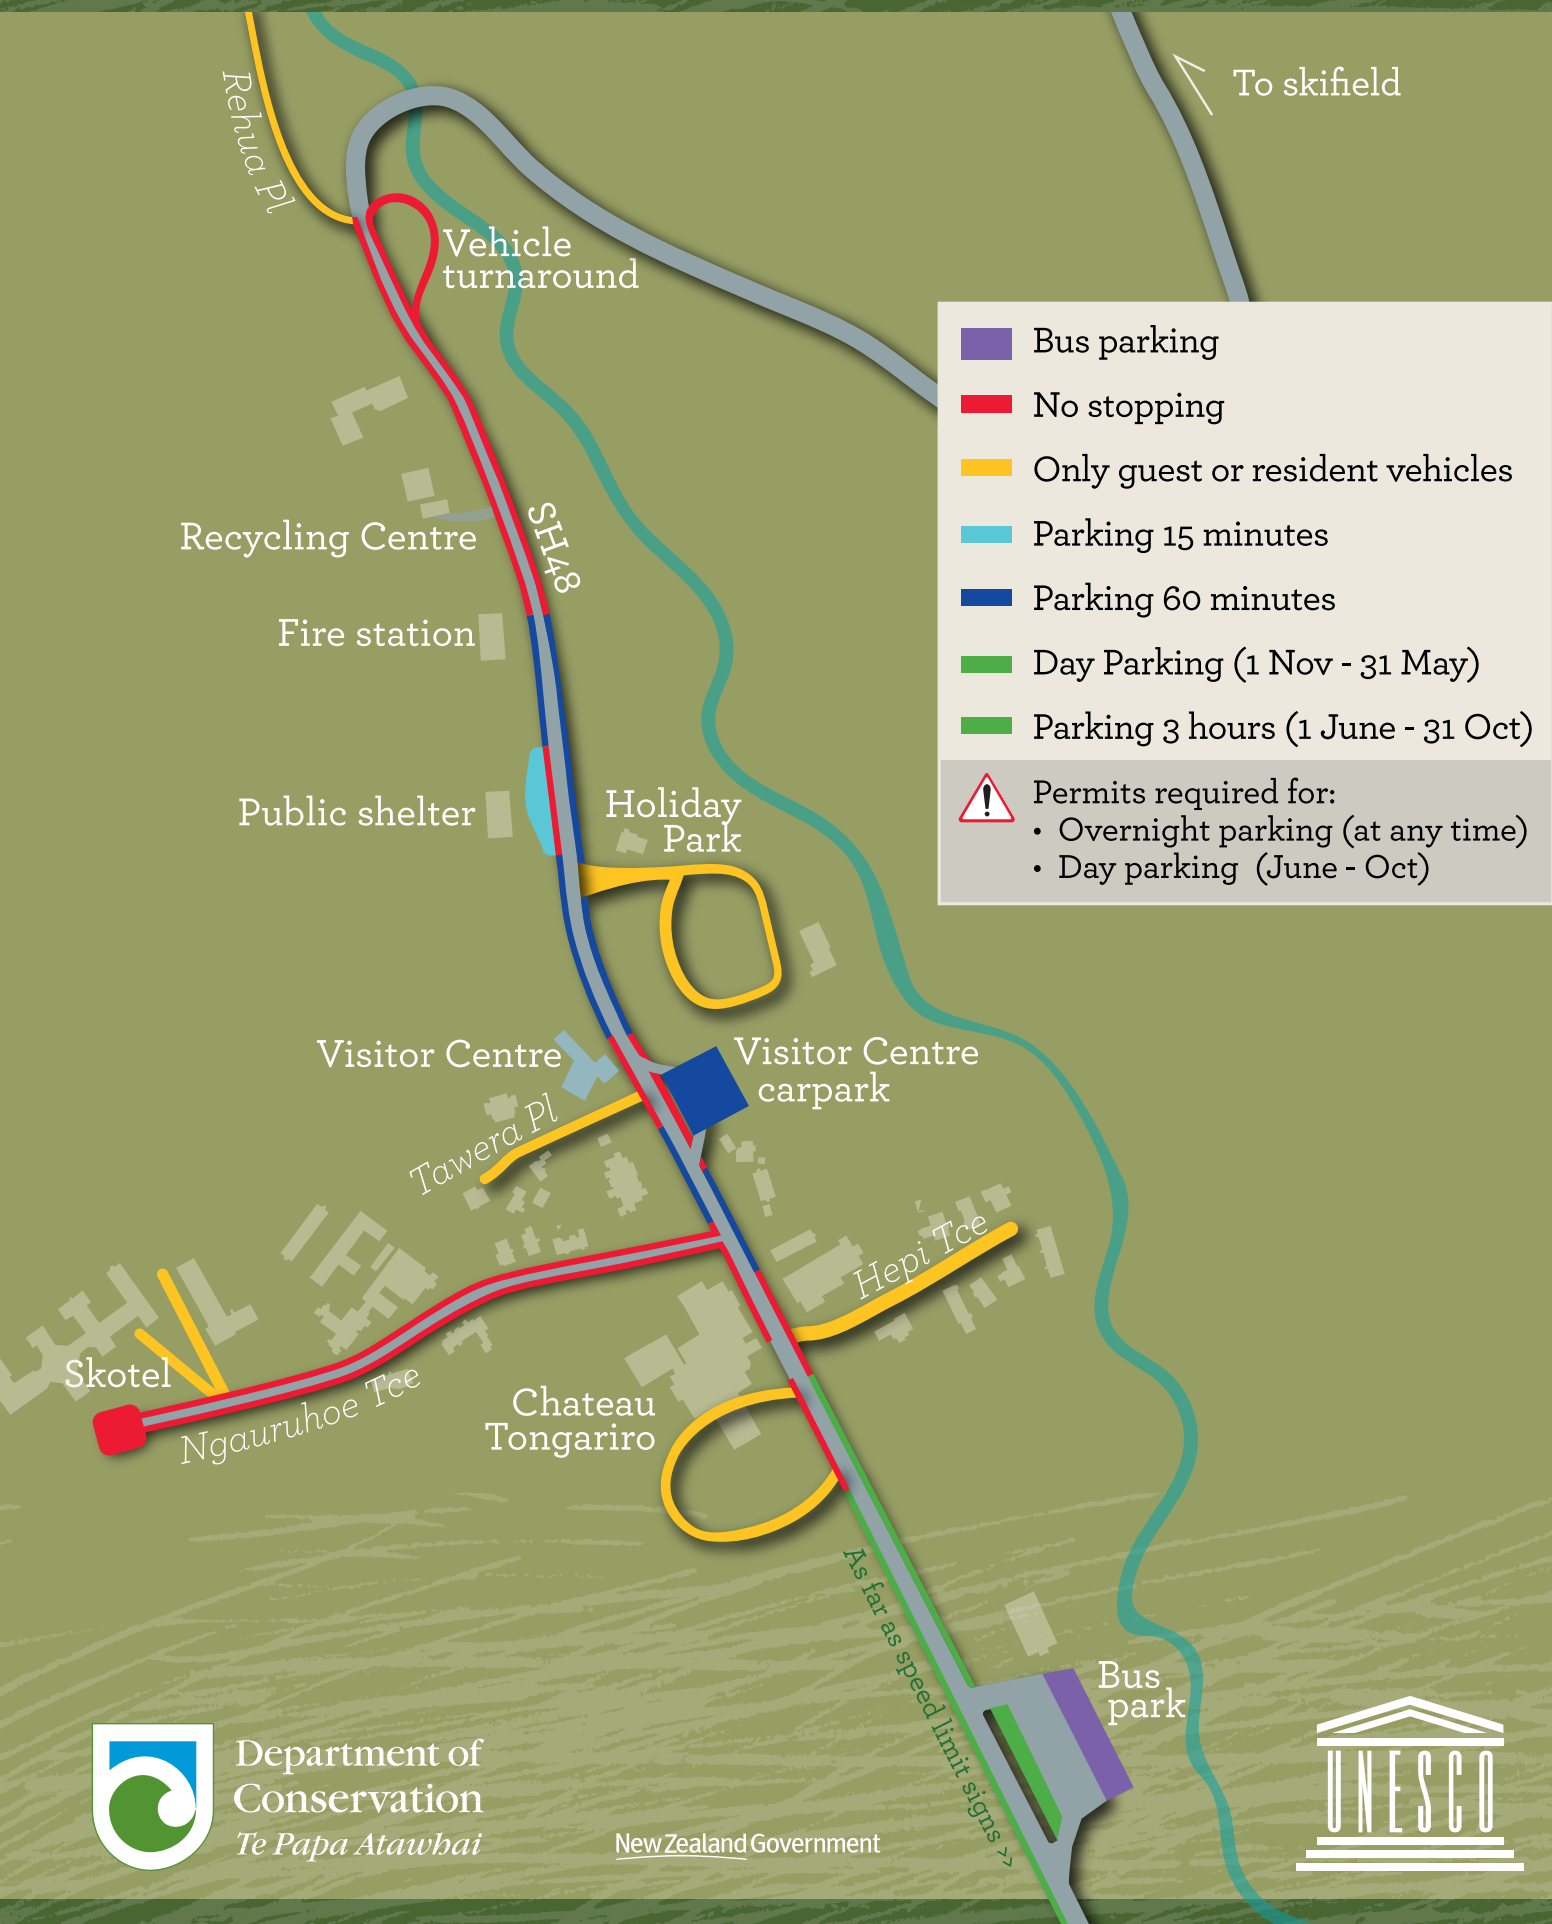 Rehua Pl
To skifield
Vehicle
turnaround
Bus parking
No stopping
Only guest or resident vehicles
Parking 15 minutes
Parking 60 minutes
Day Parking (1 Nov - 31 May)
Parking 3 hours (1 June - 31 Oct)
Permits required for:
• Overnight parking (at any time)
• Day parking (June - Oct)
Recycling Centre
SH48
Fire station
Public shelter
Holiday
Park
Visitor Centre
Visitor Centre
carpark
Tawera Pl
Hepi Tce
Skotel
Ngauruhoe Tce
Chateau
Tongariro
As far as speed limit signs >>
Bus
park
Department of
Conservation
Te Papa Atawhai
New Zealand Government
UNESCO